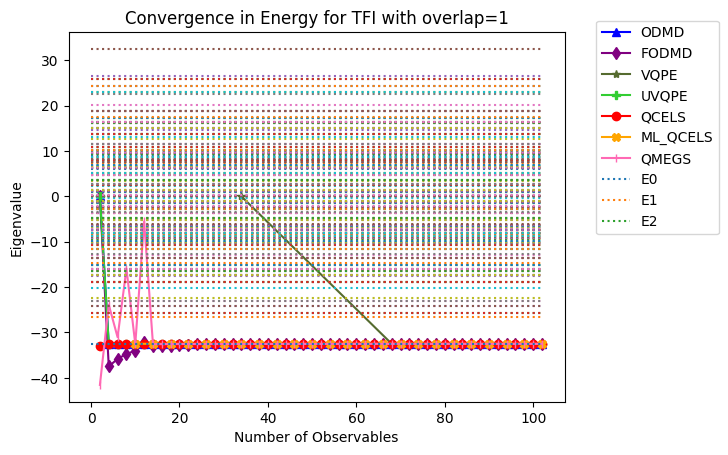 Convergence in Energy for TFI with overlap=1
Eigenvalue
30
20
10
0
−10
−20
−30
−40
0
20
40
60
80
100
Number of Observables
ODMD
FODMD
VQPE
UVQPE
QCELS
ML_QCELS
QMEGS
E0
E1
E2